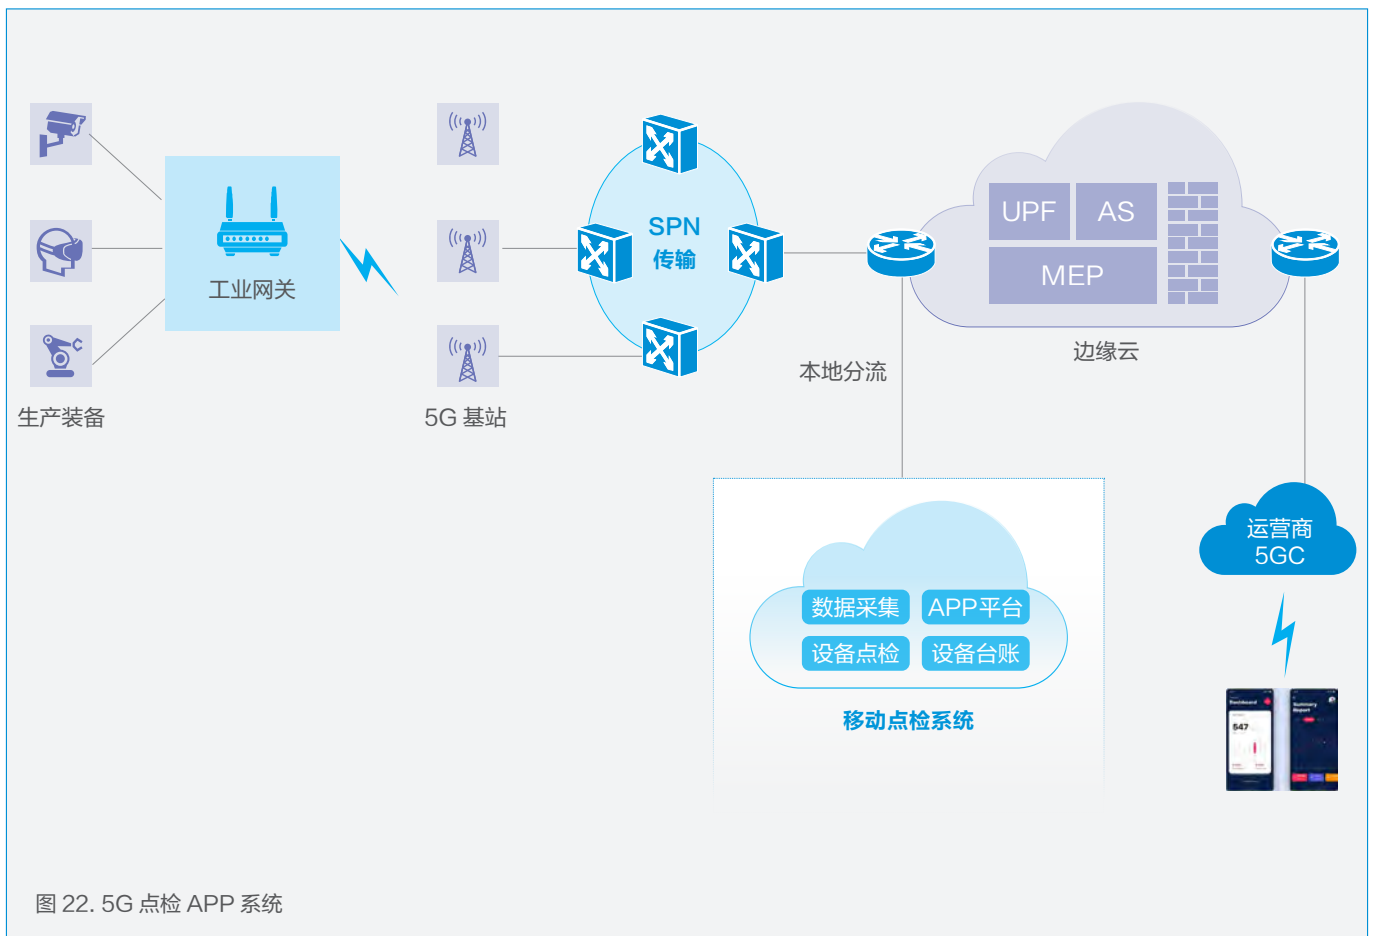 工业网关
生产装备
5G 基站
SPN
传输
UPF
AS
MEP
边缘云
本地分流
数据采集
APP平台
设备点检
设备台账
移动点检系统
运营商
5GC
Dashboard
547
Summary
Report
图 22. 5G 点检 APP 系统